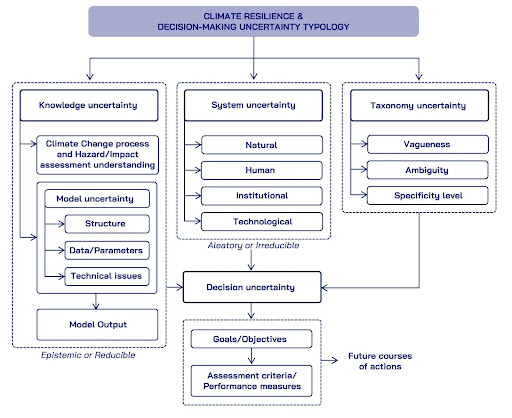 CLIMATE RESILIENCE &
DECISION-MAKING UNCERTAINTY TYPOLOGY
Knowledge uncertainty
Climate Change process
and Hazard/Impact
assessment understanding
Model uncertainty
Structure
Data/Parameters
Technical issues
Model Output
Epistemic or Reducible
System uncertainty
Natural
Human
Institutional
Technological
Aleatory or Irreducible
Taxonomy uncertainty
Vagueness
Ambiguity
Specificity level
Decision uncertainty
Goals/Objectives
Assessment criteria/
Performance measures
Future courses
of actions